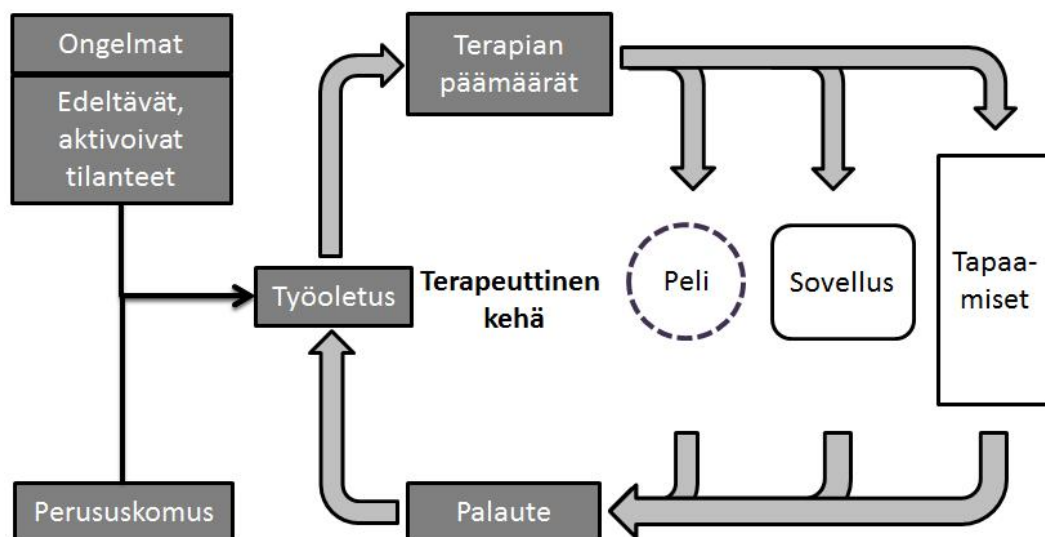 Ongelmat
Edeltävät,
aktivoivat
tilanteet
Terapian
päämäärät
Työoletus
Terapeuttinen
kehä
Peli
Sovellus
Tapaa-
miset
Perususkomus
Palaute